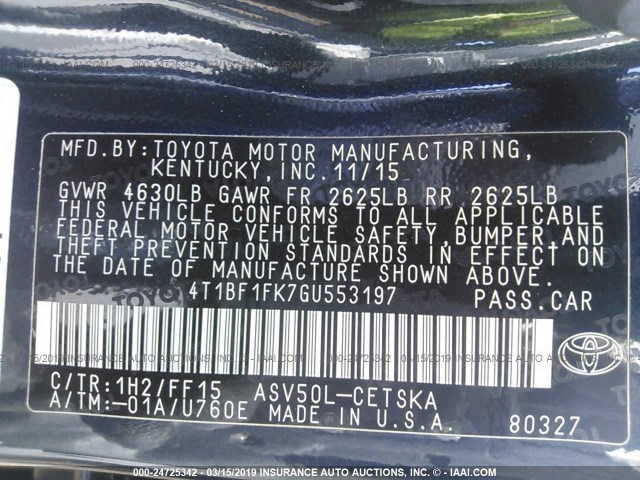 MFD.BY:TOYOTA MOTOR MANUFACTURING,
KENTUCKY,INC.11/15
GVWR 4630LB GAWR FR 2625LB RR 2625LB
THIS VEHICLE CONFORMS TO ALL APPLICABLE
FEDERAL MOTOR VEHICLE SAFETY,BUMPER,AND
THEFT PREVENTION STANDARDS IN EFFECT ON
THE DATE OF MANUFACTURE SHOWN ABOVE.
4T1BF1FK7GU553197 PASS.CAR
C/TR:1H2/FF15 ASV50L-CETSKA
A/TM:-01A/U760E MADE IN U.S.A. 80327
000-24725342 - 03/15/2019 INSURANCE AUTO AUCTIONS - IAAI.COM